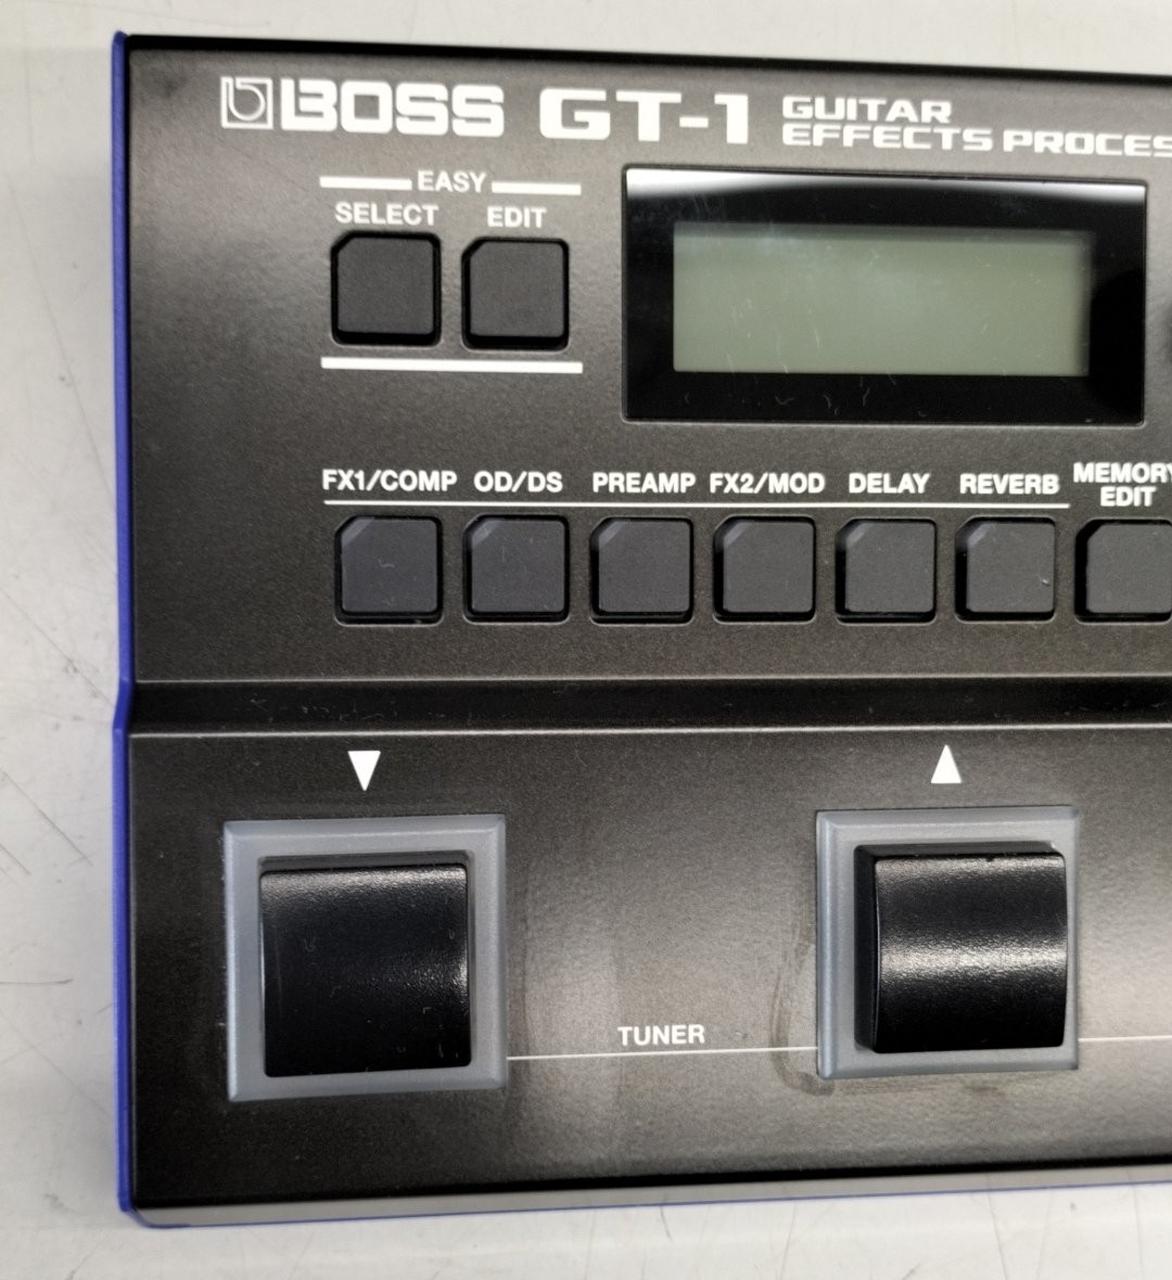 BOSS GT-1 GUITAR
EFFECTS PROCES
EASY
SELECT EDIT
FX1/COMP OD/DS PREAMP FX2/MOD DELAY REVERB MEMORY
EDIT
TUNER